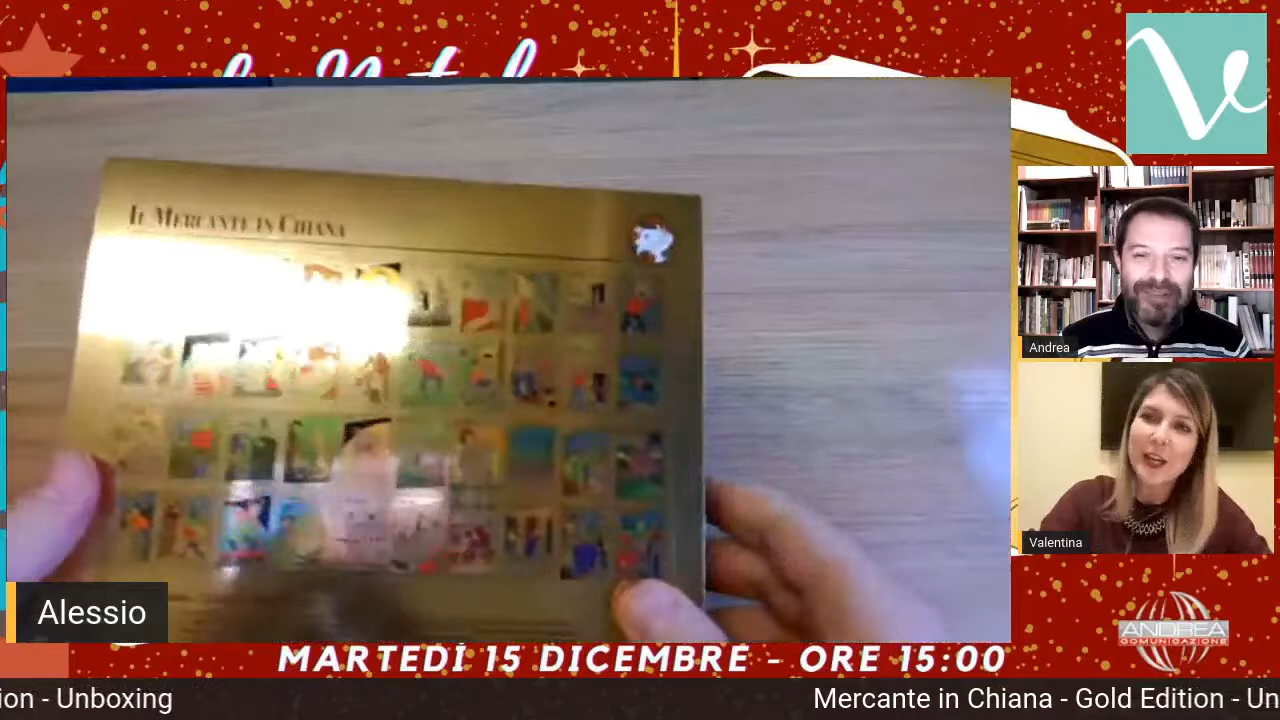 Il Mercante in Chiana
Andrea
Valentina
Alessio
ANDREA
COMUNICAZIONE
MARTEDÌ 15 DICEMBRE - ORE 15:00
ion - Unboxing
Mercante in Chiana - Gold Edition - Un